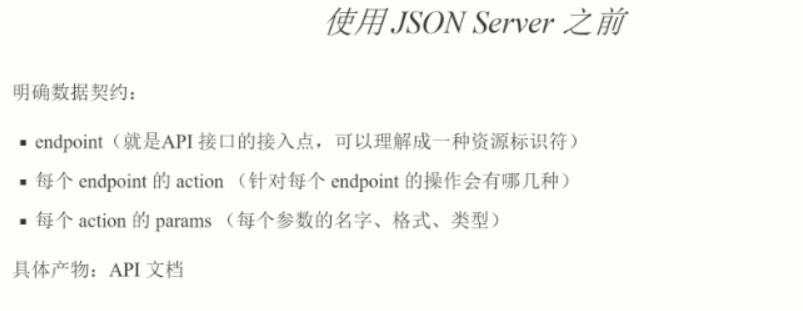 使用 JSON Server 之前
明确数据契约：
▪ endpoint（就是API 接口的接入点，可以理解成一种资源标识符）
▪ 每个 endpoint 的 action （针对每个 endpoint 的操作会有哪几种）
▪ 每个 action 的 params （每个参数的名字、格式、类型）
具体产物：API 文档